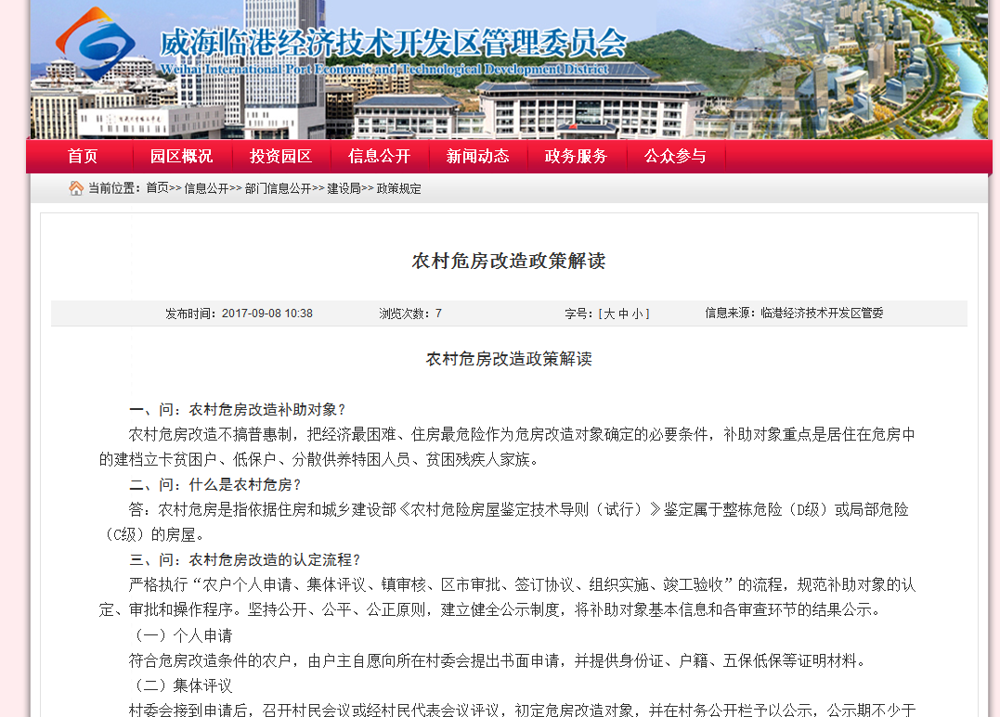 威海临港经济技术开发区管理委员会
Weihai International Port Economic and Technological Development District
首页 园区概况 投资园区 信息公开 新闻动态 政务服务 公众参与
当前位置：首页>> 信息公开>> 部门信息公开>> 建设局>> 政策规定
农村危房改造政策解读
发布时间：2017-09-08 10:38 浏览次数：7 字号：[ 大 中 小 ] 信息来源：临港经济技术开发区管委
农村危房改造政策解读
一、问：农村危房改造补助对象？
农村危房改造不搞普惠制，把经济最困难、住房最危险作为危房改造对象确定的必要条件，补助对象重点是居住在危房中
的建档立卡贫困户、低保户、分散供养特困人员、贫困残疾人家族。
二、问：什么是农村危房？
答：农村危房是指依据住房和城乡建设部《农村危险房屋鉴定技术导则（试行）》鉴定属于整栋危险（D级）或局部危险
（C级）的房屋。
三、问：农村危房改造的认定流程？
严格执行“农户个人申请、集体评议、镇审核、区市审批、签订协议、组织实施、竣工验收”的流程，规范补助对象的认
定、审批和操作程序。坚持公开、公平、公正原则，建立健全公示制度，将补助对象基本信息和各审查环节的结果公示。
（一）个人申请
符合危房改造条件的农户，由户主自愿向所在村委会提出书面申请，并提供身份证、户籍、五保低保等证明材料。
（二）集体评议
村委会接到申请后，召开村民会议或经村民代表会议评议，初定危房改造对象，并在村务公开栏予以公示，公示期不少于